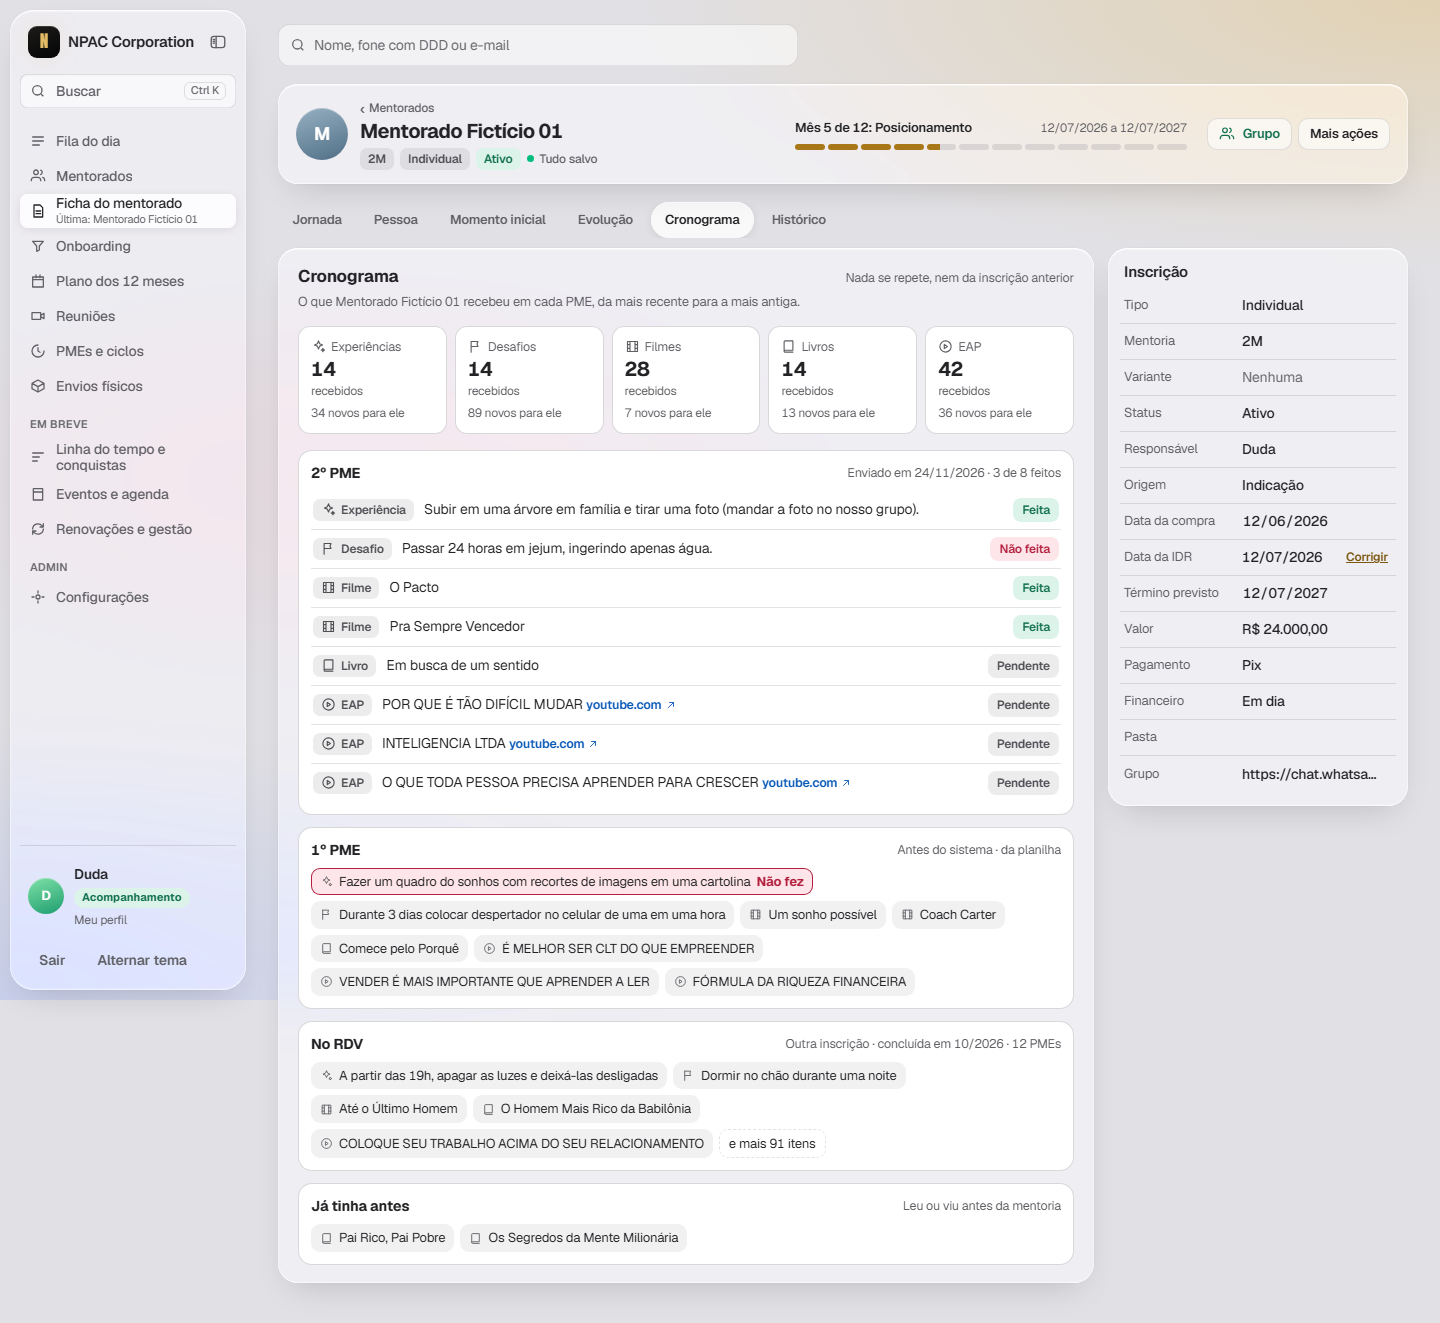 N
NPAC Corporation
Buscar
Ctrl K
Fila do dia
Mentorados
Ficha do mentorado
Última: Mentorado Fictício 01
Onboarding
Plano dos 12 meses
Reuniões
PMEs e ciclos
Envios físicos
EM BREVE
Linha do tempo e
conquistas
Eventos e agenda
Renovações e gestão
ADMIN
Configurações
D
Duda
Acompanhamento
Meu perfil
Sair
Alternar tema
Nome, fone com DDD ou e-mail
M
‹ Mentorados
Mentorado Fictício 01
2M
Individual
Ativo
Tudo salvo
Mês 5 de 12: Posicionamento
12/07/2026 a 12/07/2027
Grupo
Mais ações
Jornada
Pessoa
Momento inicial
Evolução
Cronograma
Histórico
Cronograma
Nada se repete, nem da inscrição anterior
O que Mentorado Fictício 01 recebeu em cada PME, da mais recente para a mais antiga.
Experiências
14
recebidos
34 novos para ele
Desafios
14
recebidos
89 novos para ele
Filmes
28
recebidos
7 novos para ele
Livros
14
recebidos
13 novos para ele
EAP
42
recebidos
36 novos para ele
2º PME
Enviado em 24/11/2026 · 3 de 8 feitos
Experiência
Subir em uma árvore em família e tirar uma foto (mandar a foto no nosso grupo).
Feita
Desafio
Passar 24 horas em jejum, ingerindo apenas água.
Não feita
Filme
O Pacto
Feita
Filme
Pra Sempre Vencedor
Feita
Livro
Em busca de um sentido
Pendente
EAP
POR QUE É TÃO DIFÍCIL MUDAR youtube.com ↗
Pendente
EAP
INTELIGENCIA LTDA youtube.com ↗
Pendente
EAP
O QUE TODA PESSOA PRECISA APRENDER PARA CRESCER youtube.com ↗
Pendente
1º PME
Antes do sistema · da planilha
Fazer um quadro do sonhos com recortes de imagens em uma cartolina Não fez
Durante 3 dias colocar despertador no celular de uma em uma hora
Um sonho possível
Coach Carter
Comece pelo Porquê
É MELHOR SER CLT DO QUE EMPREENDER
VENDER É MAIS IMPORTANTE QUE APRENDER A LER
FÓRMULA DA RIQUEZA FINANCEIRA
No RDV
Outra inscrição · concluída em 10/2026 · 12 PMEs
A partir das 19h, apagar as luzes e deixá-las desligadas
Dormir no chão durante uma noite
Até o Último Homem
O Homem Mais Rico da Babilônia
COLOQUE SEU TRABALHO ACIMA DO SEU RELACIONAMENTO
e mais 91 itens
Já tinha antes
Leu ou viu antes da mentoria
Pai Rico, Pai Pobre
Os Segredos da Mente Milionária
Inscrição
Tipo
Individual
Mentoria
2M
Variante
Nenhuma
Status
Ativo
Responsável
Duda
Origem
Indicação
Data da compra
12/06/2026
Data da IDR
12/07/2026
Corrigir
Término previsto
12/07/2027
Valor
R$ 24.000,00
Pagamento
Pix
Financeiro
Em dia
Pasta
Grupo
https://chat.whatsa...